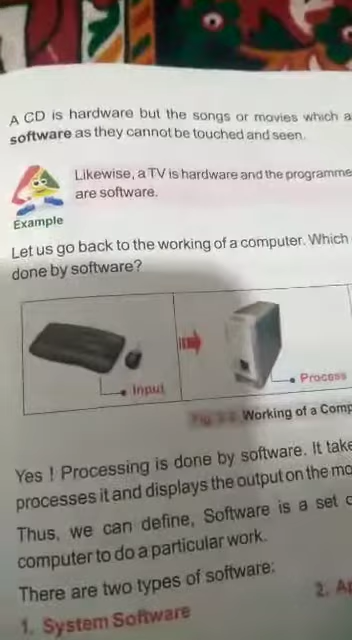 A CD is hardware but the songs or movies which
software as they cannot be touched and seen.
Likewise, a TV is hardware and the programme
are software.
Example
Let us go back to the working of a computer. Which
done by software?
Input
Process
Working of a Comp
Yes ! Processing is done by software. It take
processes it and displays the output on the mo
Thus, we can define, Software is a set
computer to do a particular work.
There are two types of software:
1. System Software
2. Ap